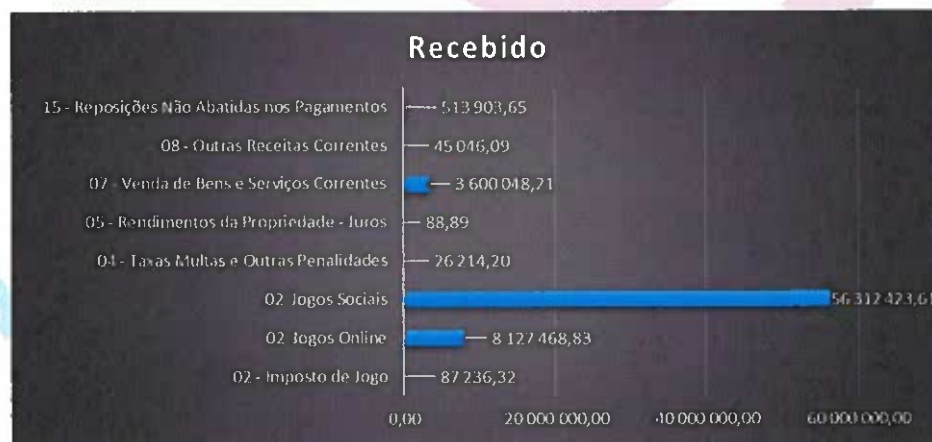 Recebido
15 - Reposições Não Abatidas nos Pagamentos 513 903,65
08 - Outras Receitas Correntes 45 046,09
07 - Venda de Bens e Serviços Correntes 3 600 048,21
05 - Rendimentos da Propriedade - Juros 88,89
04 - Taxas Multas e Outras Penalidades 26 214,20
02 Jogos Sociais 56 312 423,61
02 Jogos Online 8 127 468,83
02 - Imposto de Jogo 87 236,32
0,00 20 000 000,00 40 000 000,00 60 000 000,00